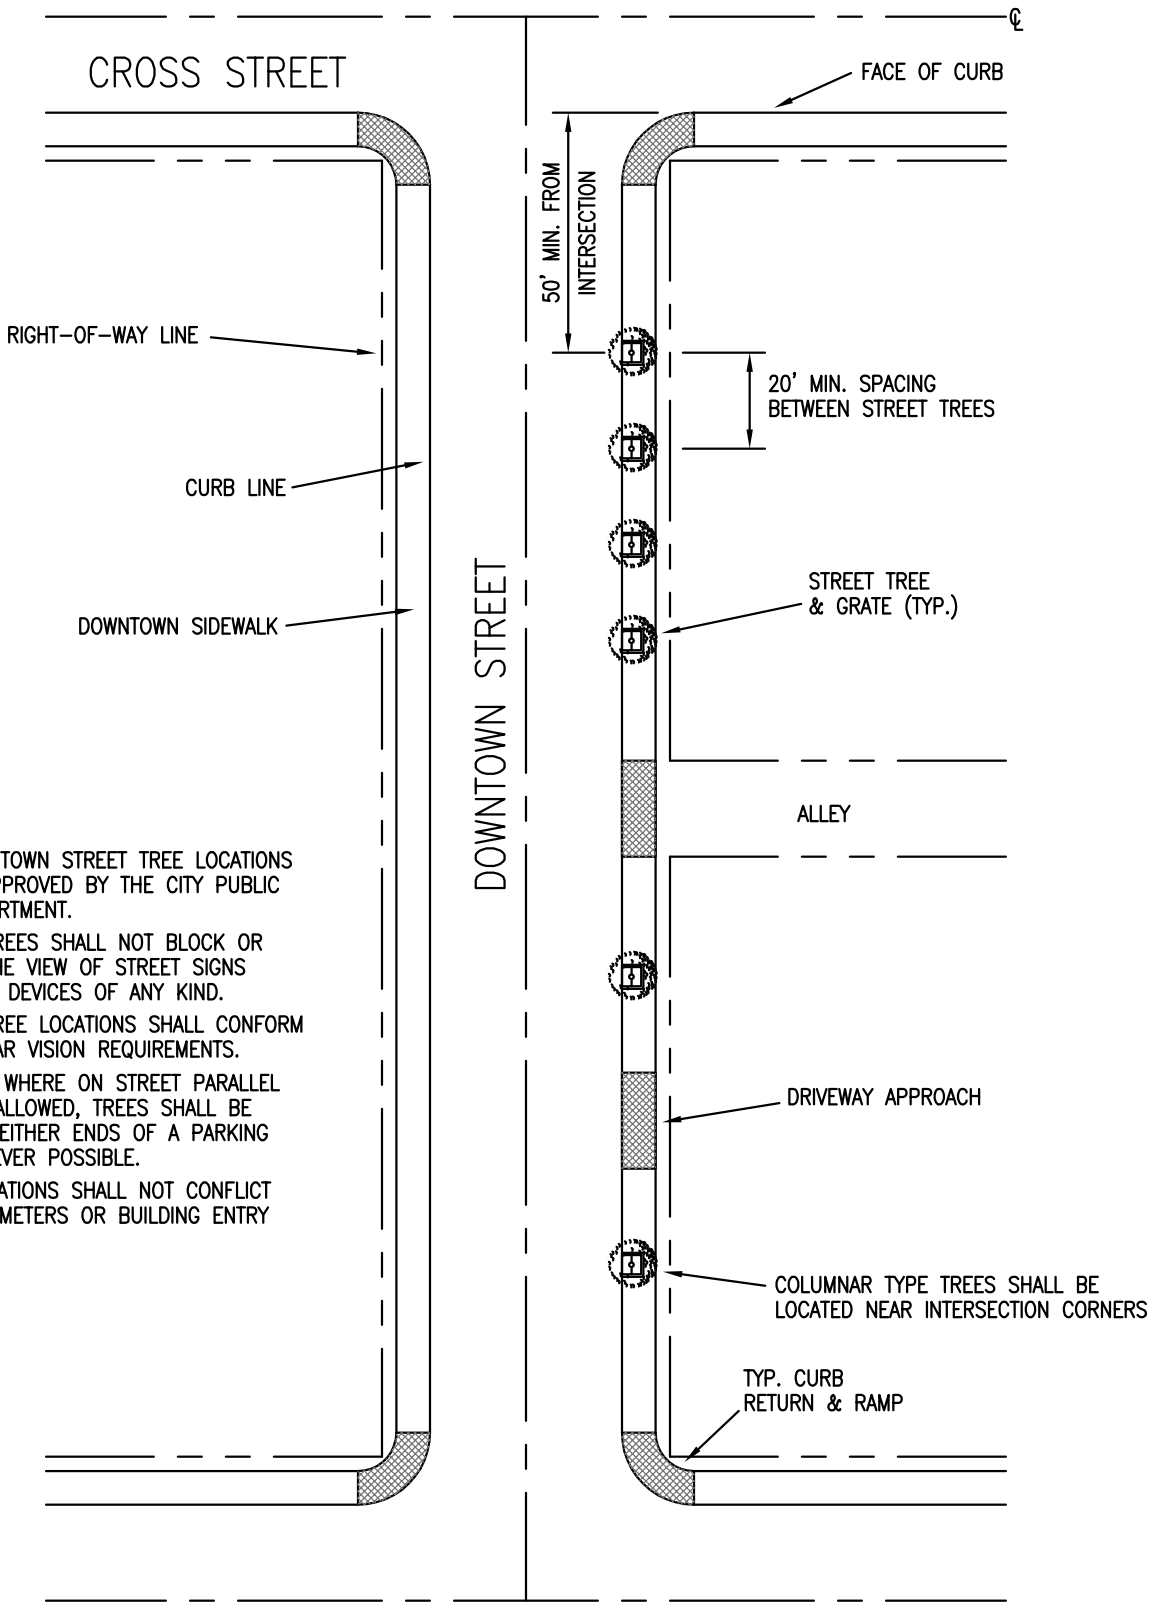 ℄
CROSS STREET
FACE OF CURB
50' MIN. FROM
INTERSECTION
RIGHT-OF-WAY LINE
20' MIN. SPACING
BETWEEN STREET TREES
CURB LINE
STREET TREE
& GRATE (TYP.)
DOWNTOWN SIDEWALK
DOWNTOWN STREET
ALLEY
TOWN STREET TREE LOCATIONS
PPROVED BY THE CITY PUBLIC
RTMENT.
REES SHALL NOT BLOCK OR
HE VIEW OF STREET SIGNS
DEVICES OF ANY KIND.
REE LOCATIONS SHALL CONFORM
AR VISION REQUIREMENTS.
WHERE ON STREET PARALLEL
ALLOWED, TREES SHALL BE
EITHER ENDS OF A PARKING
EVER POSSIBLE.
ATIONS SHALL NOT CONFLICT
METERS OR BUILDING ENTRY
DRIVEWAY APPROACH
COLUMNAR TYPE TREES SHALL BE
LOCATED NEAR INTERSECTION CORNERS
TYP. CURB
RETURN & RAMP